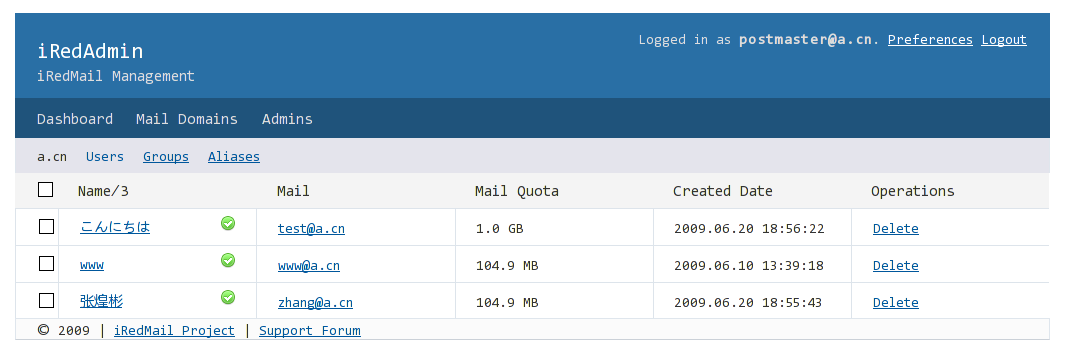 iRedAdmin
Logged in as postmaster@a.cn. Preferences Logout
iRedMail Management
Dashboard Mail Domains Admins
a.cn Users Groups Aliases
Name/3 Mail Mail Quota Created Date Operations
こんにちは test@a.cn 1.0 GB 2009.06.20 18:56:22 Delete
www www@a.cn 104.9 MB 2009.06.10 13:39:18 Delete
张煌彬 zhang@a.cn 104.9 MB 2009.06.20 18:55:43 Delete
© 2009 | iRedMail Project | Support Forum